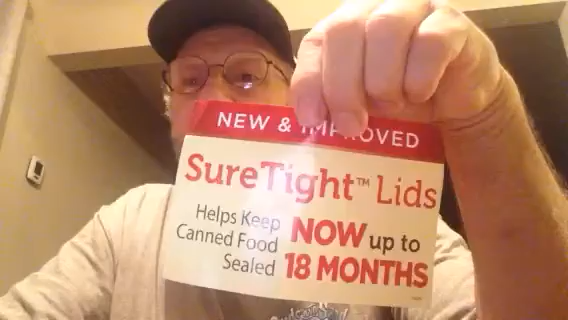 NEW & IMPROVED
SureTight™ Lids
Helps Keep
Canned Food
Sealed
NOW up to
18 MONTHS